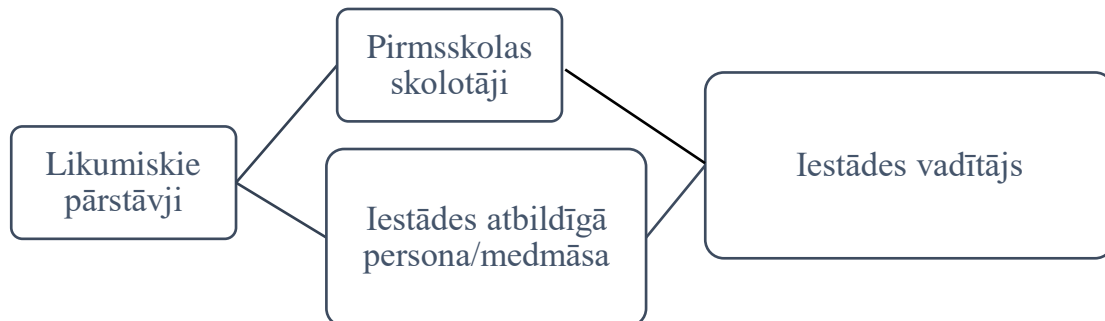 Pirmsskolas
skolotāji
Likumiskie
pārstāvji
Iestādes atbildīgā
persona/medmāsa
Iestādes vadītājs